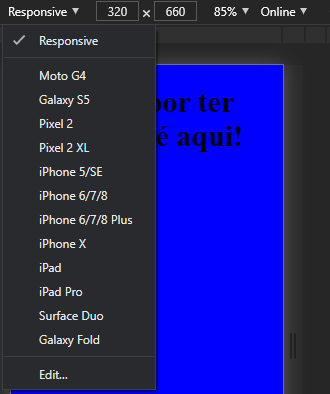 Responsive ▼ 320 × 660 85% ▼ Online ▼
✓ Responsive
Moto G4
Galaxy S5
Pixel 2
Pixel 2 XL
iPhone 5/SE
iPhone 6/7/8
iPhone 6/7/8 Plus
iPhone X
iPad
iPad Pro
Surface Duo
Galaxy Fold
Edit...
por ter
é aqui!